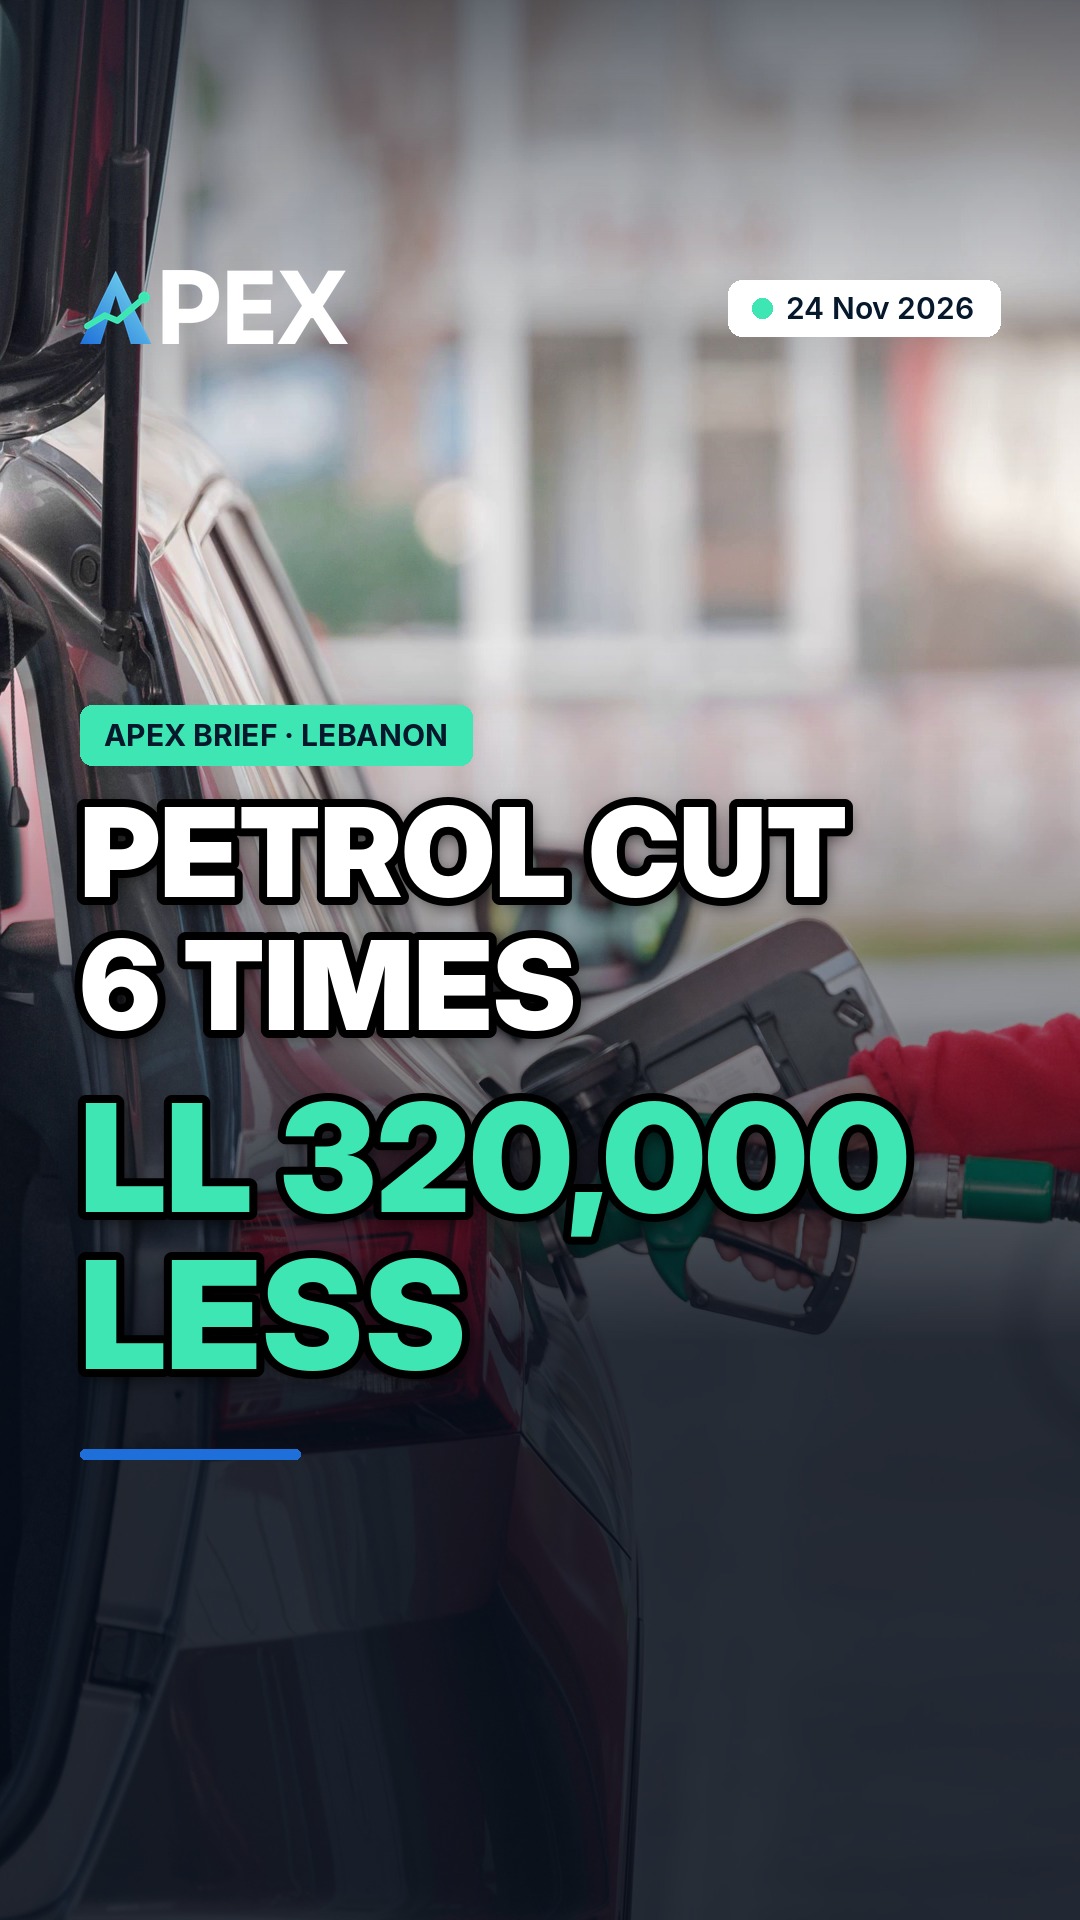 APEX
24 Nov 2026
APEX BRIEF · LEBANON
PETROL CUT
6 TIMES
LL 320,000
LESS